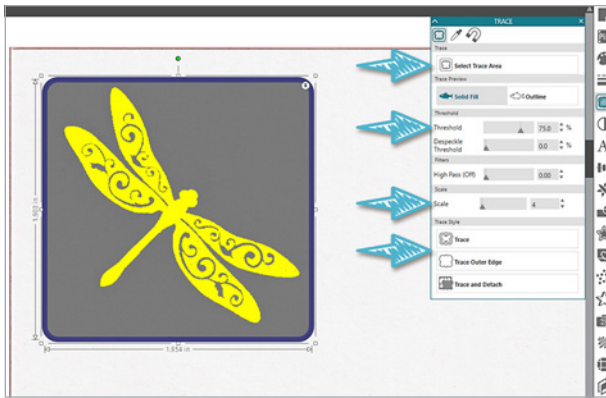 TRACE
Trace
Select Trace Area
Trace Preview
Solid Fill Outline
Threshold
Threshold 75.0 %
Despeckle
Threshold 0.0 %
Filters
High Pass (Off) 0.00
Scale
Scale 4
Trace Style
Trace
Trace Outer Edge
Trace and Detach
1.854 in